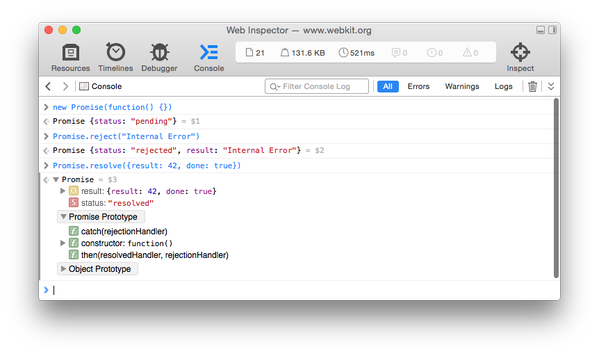 Web Inspector — www.webkit.org
Resources Timelines Debugger Console 21 131.6 KB 521ms 0 0 0 Inspect
Console Filter Console Log All Errors Warnings Logs
new Promise(function() {})
Promise {status: "pending"} = $1
Promise.reject("Internal Error")
Promise {status: "rejected", result: "Internal Error"} = $2
Promise.resolve({result: 42, done: true})
Promise = $3
O result: {result: 42, done: true}
S status: "resolved"
Promise Prototype
f catch(rejectionHandler)
f constructor: function()
f then(resolvedHandler, rejectionHandler)
Object Prototype